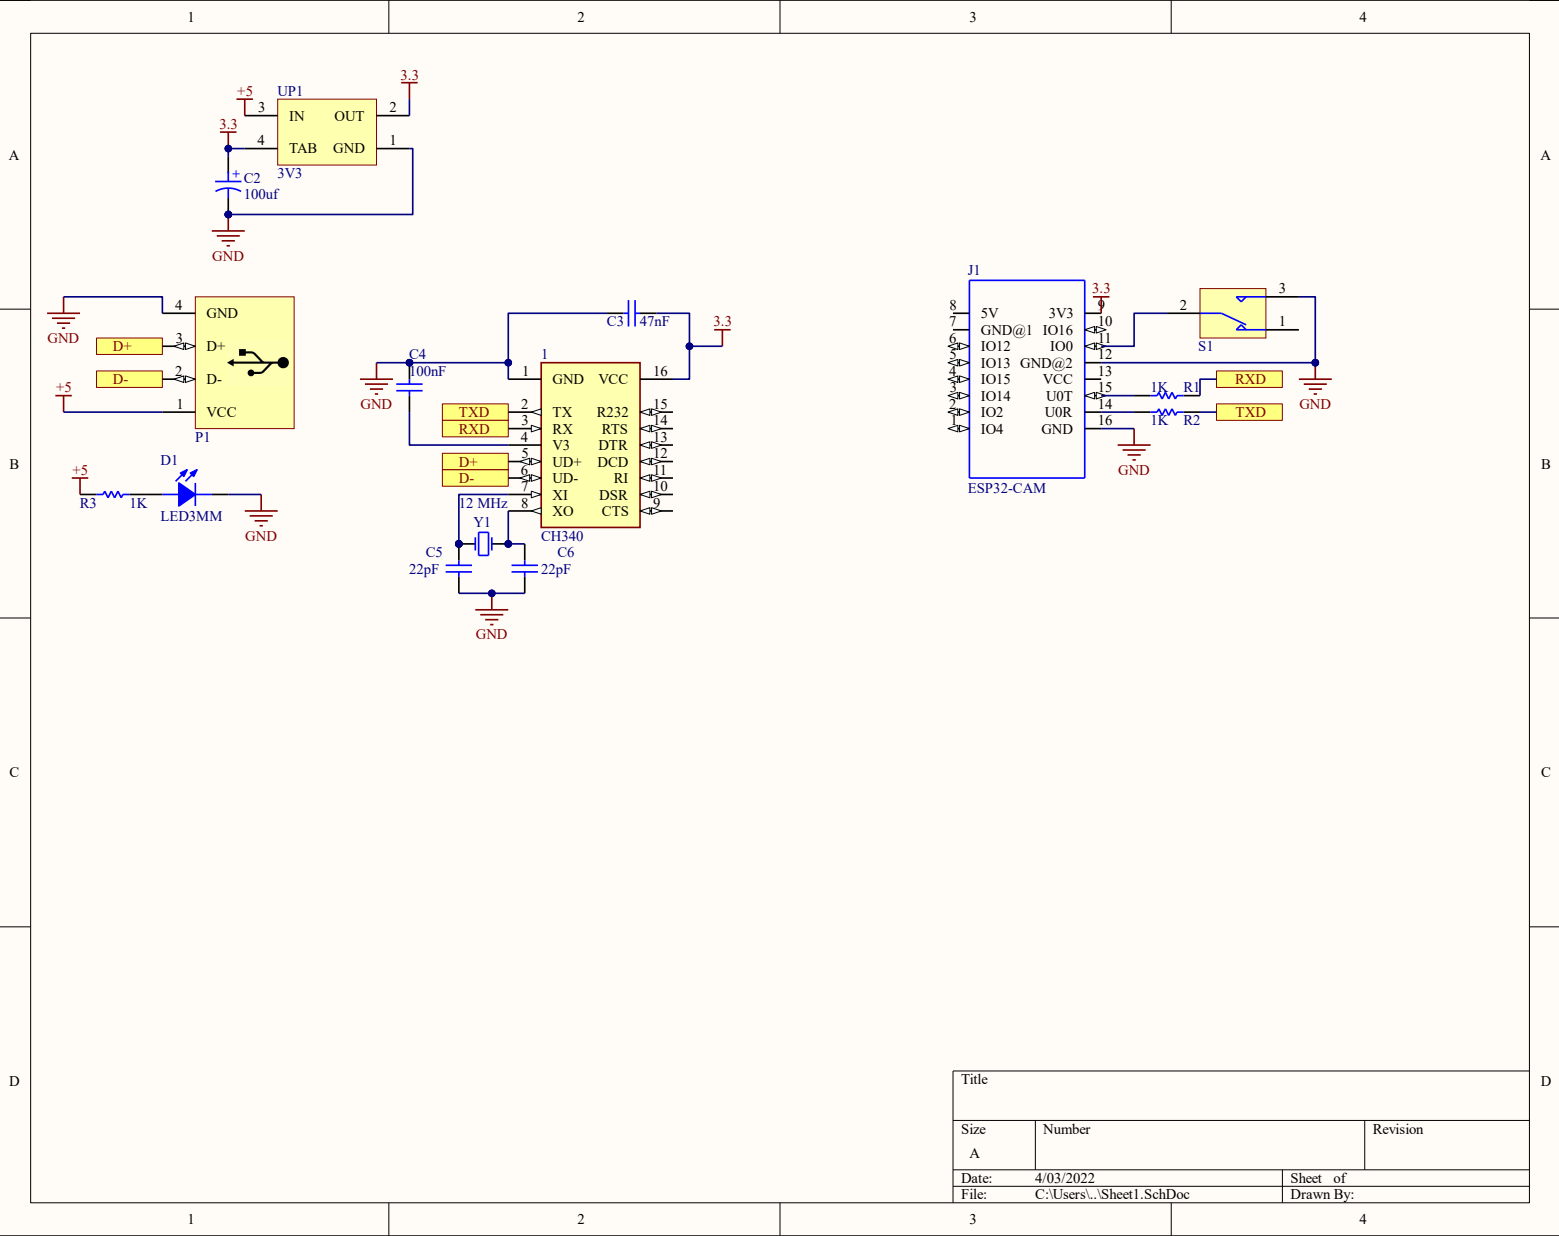 1 2 3 4
A
B
C
D
A
B
C
D
UP1
+5
3 IN OUT 2
3.3
3.3
4 TAB GND 1
3V3
+ C2
100uf
GND
4 GND
GND
D+ 3 D+
D- 2 D-
+5
1 VCC
P1
D1
+5
R3 1K
LED3MM
GND
C3 47nF
3.3
C4
100nF
1
GND
1 GND VCC 16
TXD 2 TX R232 15
RXD 3 RX RTS 14
4 V3 DTR 13
D+ 5 UD+ DCD 12
D- 6 UD- RI 11
7 XI DSR 10
12 MHz
8 XO CTS 9
Y1
CH340
C5 C6
22pF 22pF
GND
J1
3.3
8 5V 3V3 9
7 GND@1 IO16 10
6 IO12 IO0 11
5 IO13 GND@2 12
4 IO15 VCC 13
3 IO14 U0T 15
2 IO2 U0R 14
1 IO4 GND 16
ESP32-CAM
2 3
1
S1
GND
1K R1 RXD
1K R2 TXD
GND
Title
Size Number Revision
A
Date: 4/03/2022 Sheet of
File: C:\Users\..\Sheet1.SchDoc Drawn By:
1 2 3 4